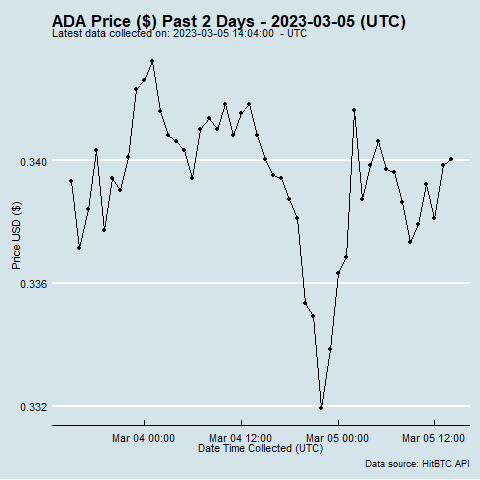 ADA Price ($) Past 2 Days - 2023-03-05 (UTC)
Latest data collected on: 2023-03-05 14:04:00  - UTC
Price USD ($)
0.340
0.336
0.332
Mar 04 00:00
Mar 04 12:00
Mar 05 00:00
Mar 05 12:00
Date Time Collected (UTC)
Data source: HitBTC API